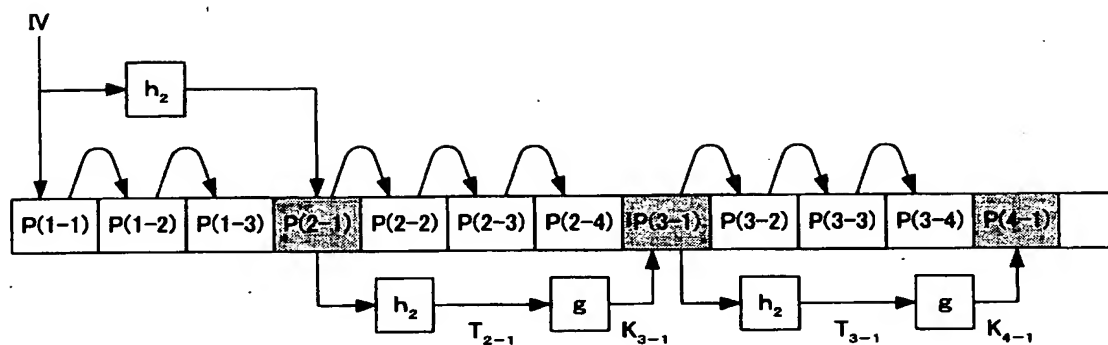 IV
h₂
P(1-1) P(1-2) P(1-3) P(2-1) P(2-2) P(2-3) P(2-4) P(3-1) P(3-2) P(3-3) P(3-4) P(4-1)
h₂ g h₂ g
T₂₋₁ K₃₋₁ T₃₋₁ K₄₋₁